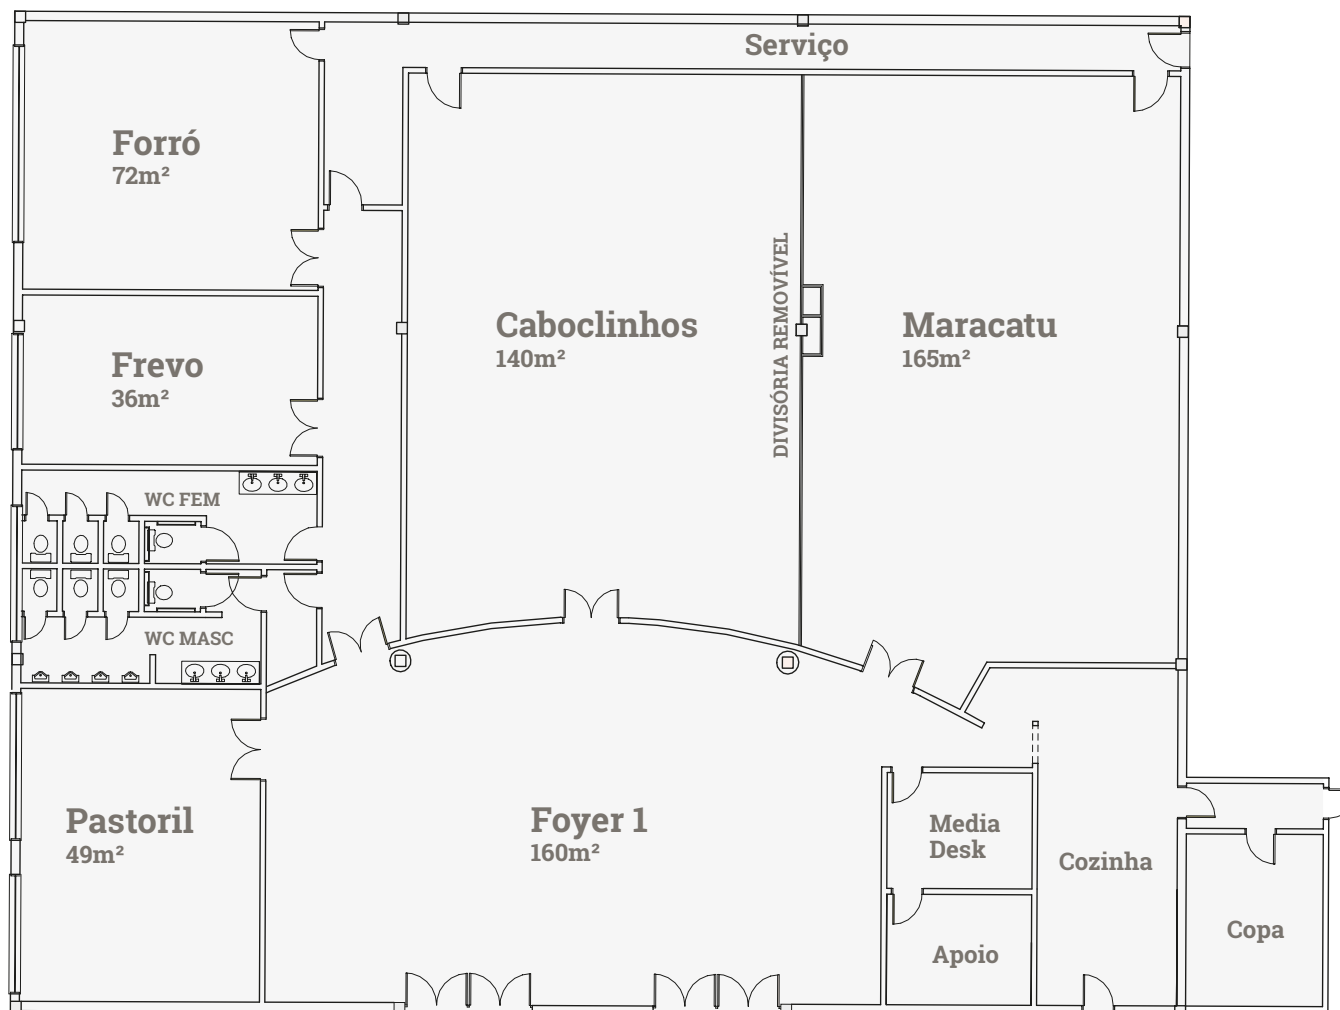 Serviço
Forró
72m²
Caboclinhos
140m²
DIVISÓRIA REMOVÍVEL
Maracatu
165m²
Frevo
36m²
WC FEM
WC MASC
Pastoril
49m²
Foyer 1
160m²
Media
Desk
Cozinha
Apoio
Copa